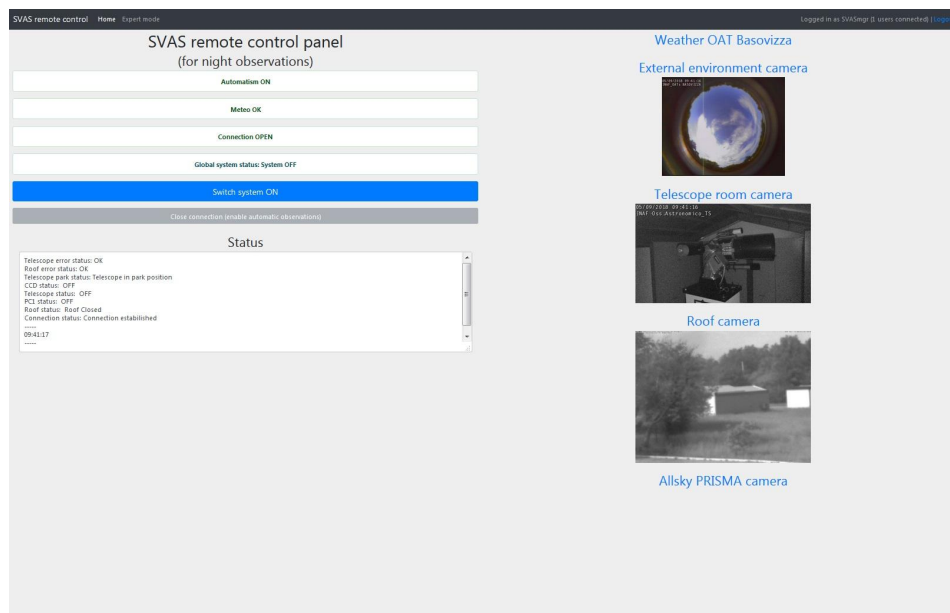 SVAS remote control Home Expert mode
Logged in as SVASmgr (1 users connected) |
SVAS remote control panel
(for night observations)
Automatism ON
Meteo OK
Connection OPEN
Global system status: System OFF
Switch system ON
Close connection (enable automatic observations)
Status
Telescope error status: OK
Roof error status: OK
Telescope park status: Telescope in park position
CCD status: OFF
Telescope status: OFF
PC1 status: OFF
Roof status: Roof Closed
Connection status: Connection estabilished
-----
09:41:17
-----
Weather OAT Basovizza
External environment camera
Telescope room camera
05/09/2018 09:41:16
INAF Oss.Astronomico_TS
Roof camera
Allsky PRISMA camera